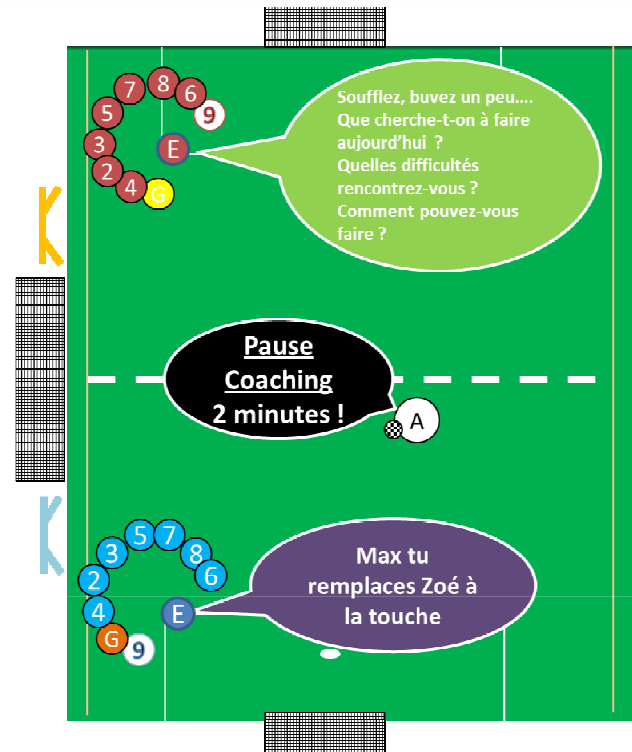 7
8
6
9
5
3
E
2
4
G
Soufflez, buvez un peu....
Que cherche-t-on à faire
aujourd'hui ?
Quelles difficultés
rencontrez-vous ?
Comment pouvez-vous
faire ?
Pause
Coaching
2 minutes !
A
5
7
3
8
6
2
4
E
G
9
Max tu
remplaces Zoé à
la touche